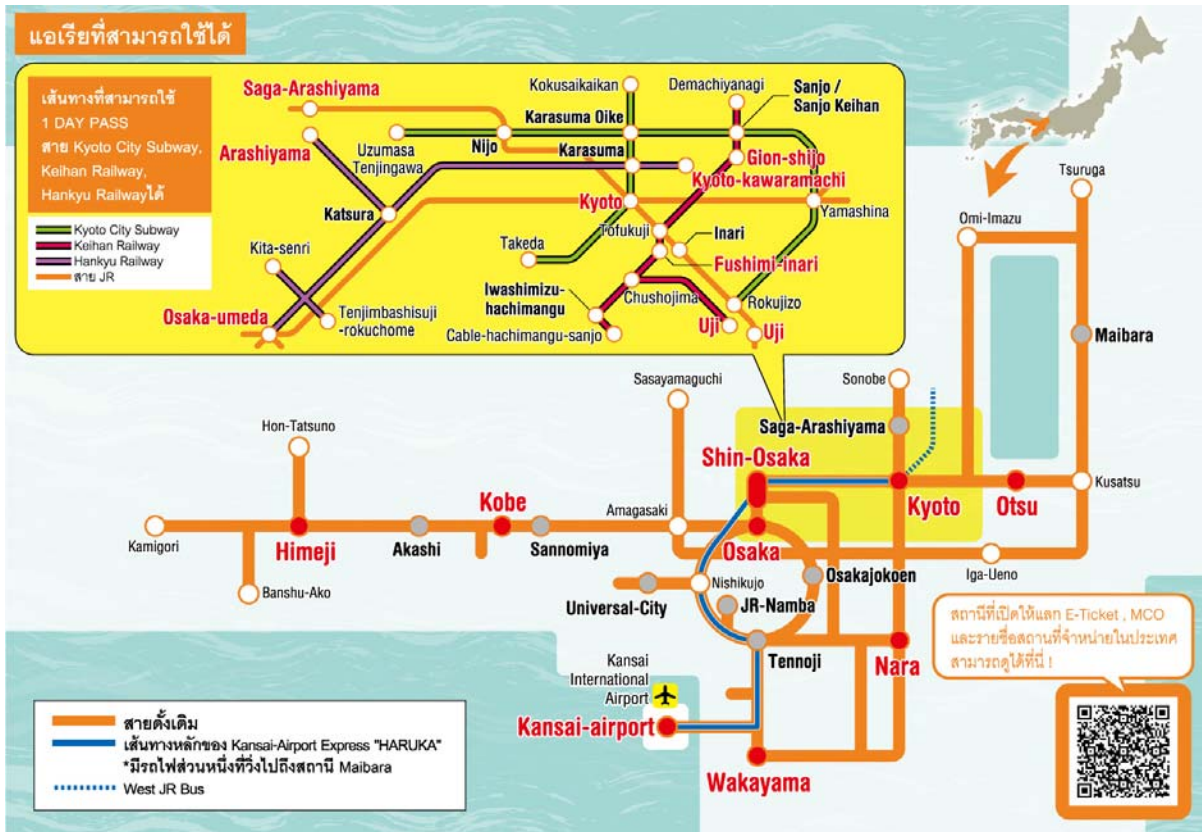 แอเรียที่สามารถใช้ได้
เส้นทางที่สามารถใช้
1 DAY PASS
สาย Kyoto City Subway,
Keihan Railway,
Hankyu Railwayได้
Kyoto City Subway
Keihan Railway
Hankyu Railway
สาย JR
Saga-Arashiyama
Kokusaikaikan
Demachiyanagi
Sanjo /
Sanjo Keihan
Karasuma Oike
Arashiyama
Uzumasa
Tenjingawa
Nijo
Karasuma
Gion-shijo
Kyoto-kawaramachi
Katsura
Kyoto
Yamashina
Tofukuji
Inari
Takeda
Fushimi-inari
Kita-senri
Iwashimizu-
hachimangu
Chushojima
Rokujizo
Osaka-umeda
Tenjimbashisuji
-rokuchome
Cable-hachimangu-sanjo
Uji
Uji
Tsuruga
Omi-Imazu
Maibara
Sasayamaguchi
Sonobe
Hon-Tatsuno
Saga-Arashiyama
Shin-Osaka
Kyoto
Otsu
Kusatsu
Kobe
Amagasaki
Kamigori
Himeji
Akashi
Sannomiya
Osaka
Iga-Ueno
Banshu-Ako
Universal-City
Nishikujo
Osakajokoen
JR-Namba
Tennoji
Nara
Kansai
International
Airport
Kansai-airport
Wakayama
สถานีที่เปิดให้แลก E-Ticket , MCO
และรายชื่อสถานที่จำหน่ายในประเทศ
สามารถดูได้ที่นี่ !
สายดั้งเดิม
เส้นทางหลักของ Kansai-Airport Express "HARUKA"
*มีรถไฟส่วนหนึ่งที่วิ่งไปถึงสถานี Maibara
West JR Bus